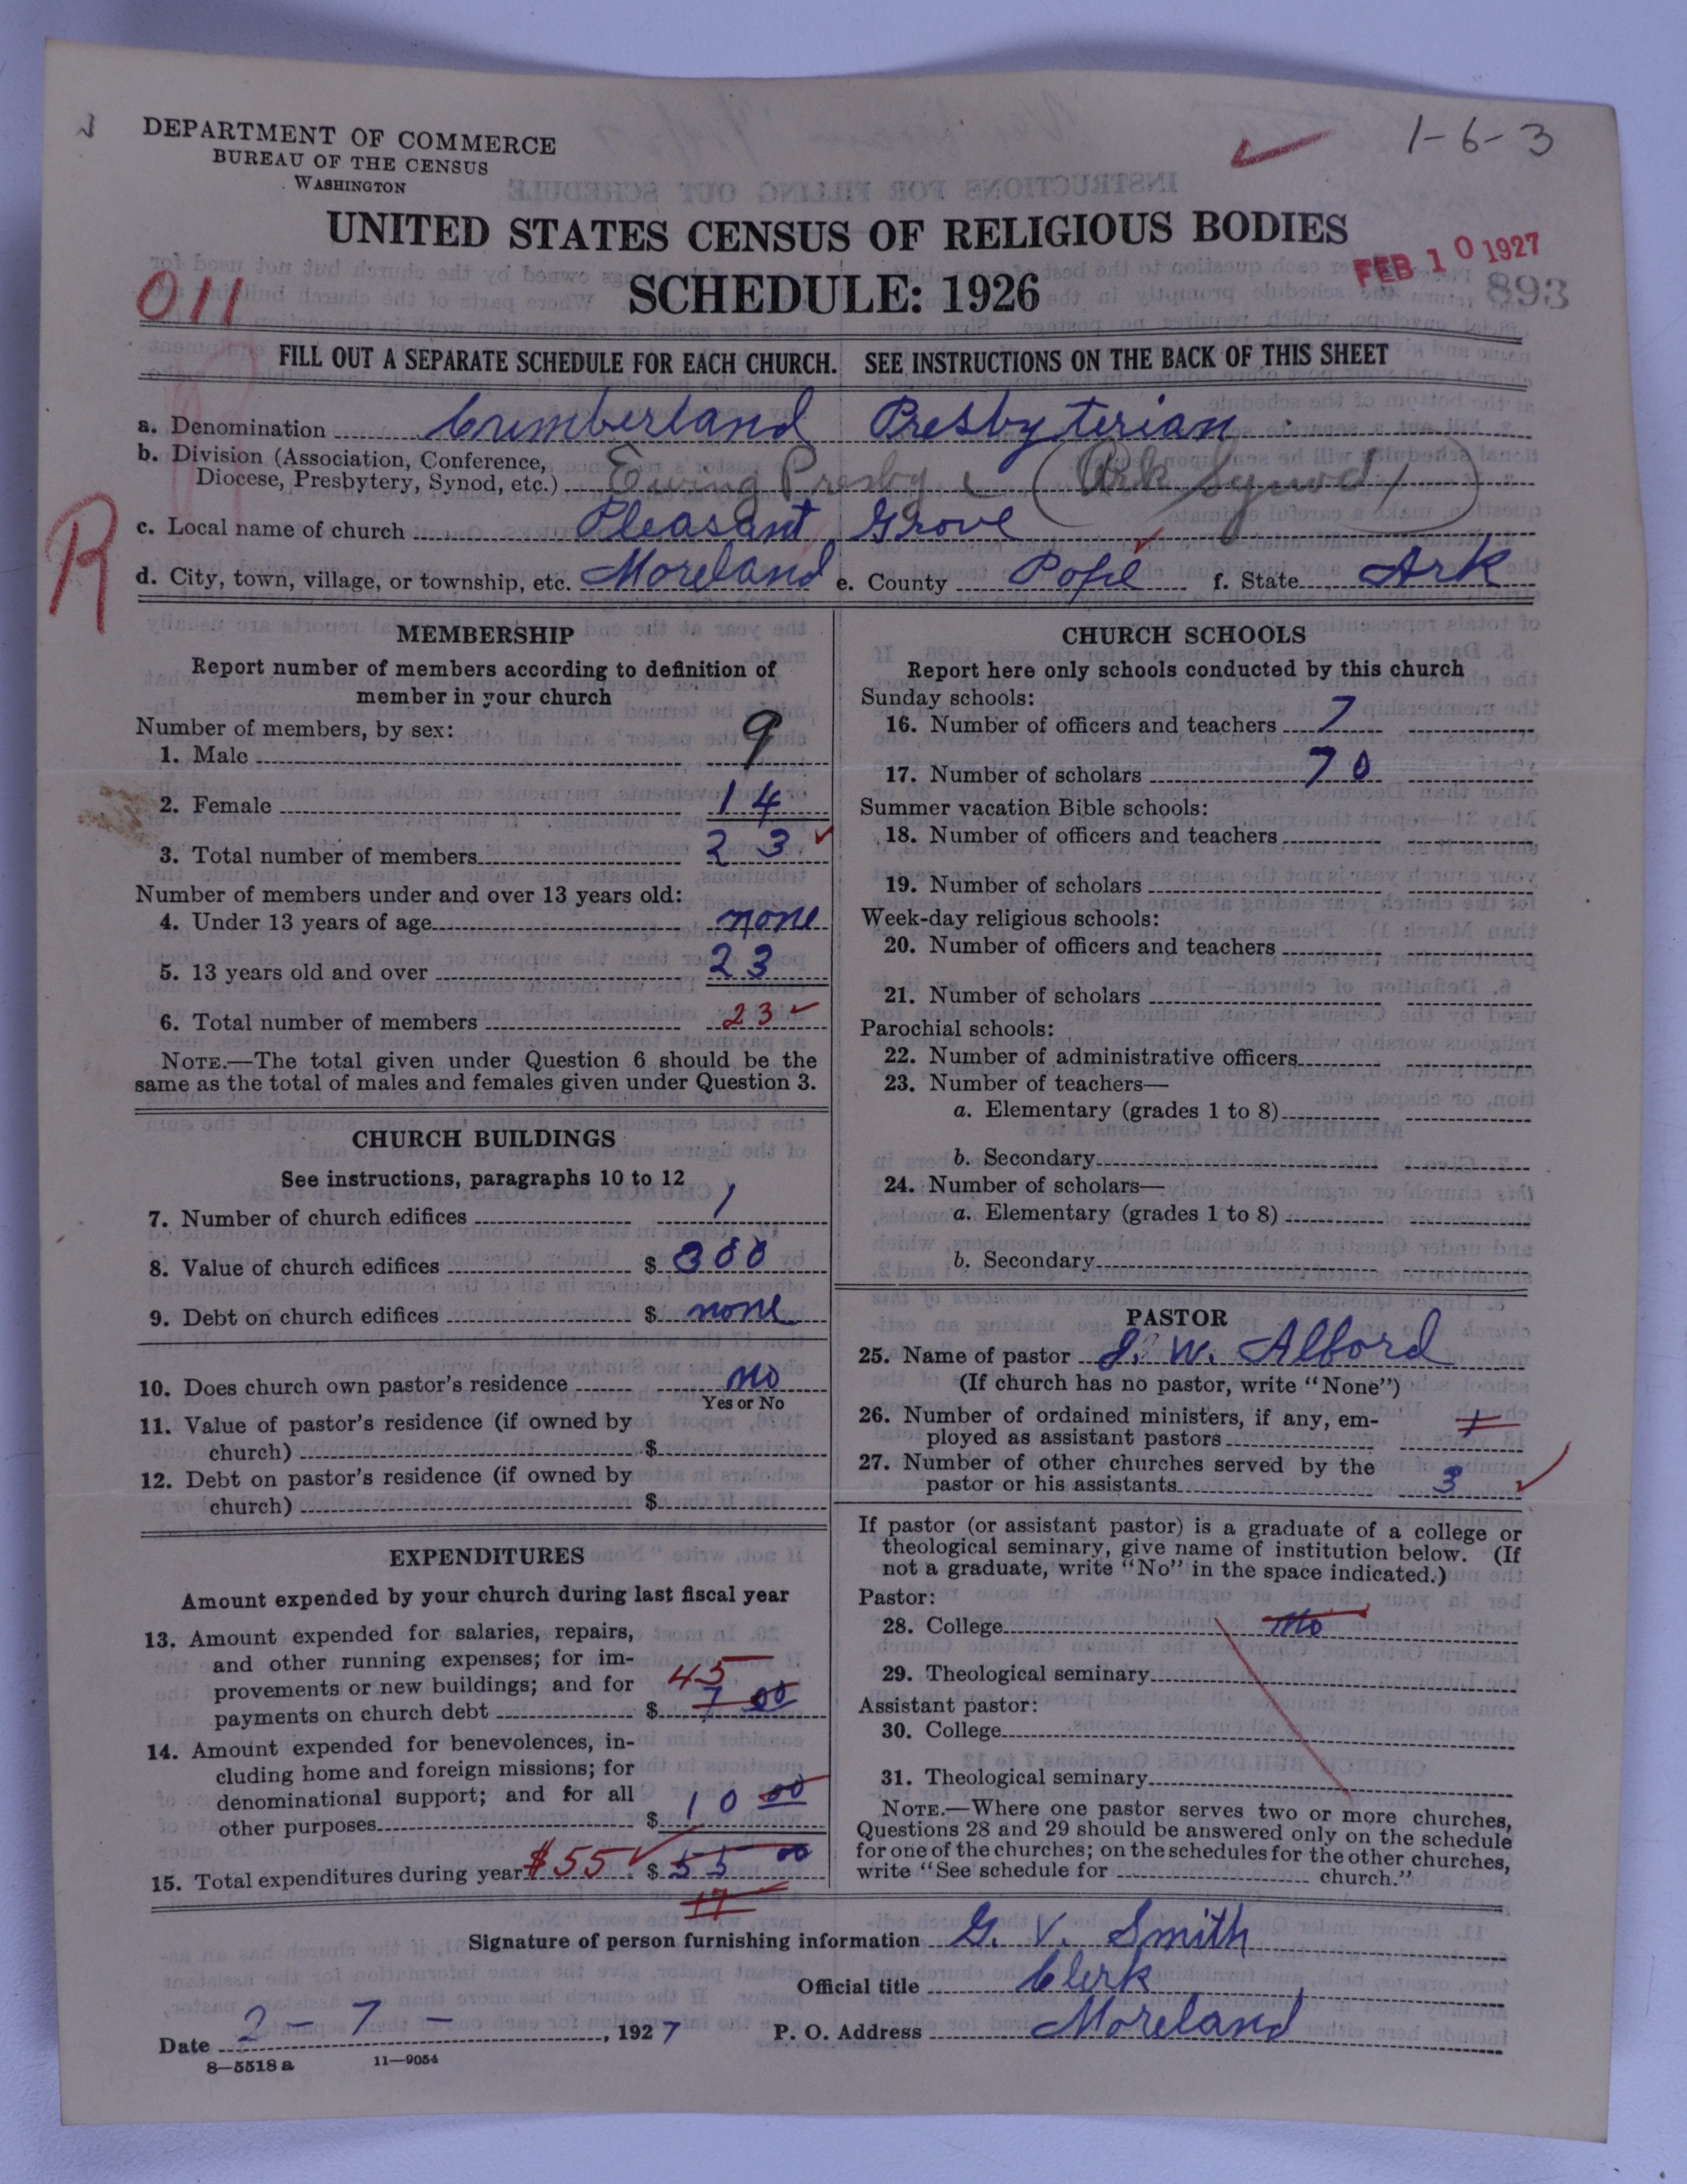 DEPARTMENT OF COMMERCE
BUREAU OF THE CENSUS
WASHINGTON
1-6-3
UNITED STATES CENSUS OF RELIGIOUS BODIES
SCHEDULE: 1926
FEB 10 1927
893
011
FILL OUT A SEPARATE SCHEDULE FOR EACH CHURCH. SEE INSTRUCTIONS ON THE BACK OF THIS SHEET
a. Denomination Cumberland Presbyterian
b. Division (Association, Conference,
Diocese, Presbytery, Synod, etc.) Ewing Presby (Ark Synod)
R
c. Local name of church Pleasant Grove
d. City, town, village, or township, etc. Moreland e. County Pope f. State Ark
MEMBERSHIP
Report number of members according to definition of
member in your church
Number of members, by sex:
1. Male 9
2. Female 14
3. Total number of members 23
Number of members under and over 13 years old:
4. Under 13 years of age none
5. 13 years old and over 23
6. Total number of members 23
NOTE.—The total given under Question 6 should be the
same as the total of males and females given under Question 3.
CHURCH BUILDINGS
See instructions, paragraphs 10 to 12
7. Number of church edifices 1
8. Value of church edifices $ 300
9. Debt on church edifices $ none
10. Does church own pastor's residence no
Yes or No
11. Value of pastor's residence (if owned by
church) $
12. Debt on pastor's residence (if owned by
church) $
EXPENDITURES
Amount expended by your church during last fiscal year
13. Amount expended for salaries, repairs,
and other running expenses; for im-
provements or new buildings; and for 45
payments on church debt $ 7 00
14. Amount expended for benevolences, in-
cluding home and foreign missions; for
denominational support; and for all
other purposes $ 10 00
15. Total expenditures during year $55 $ 55 00
17
CHURCH SCHOOLS
Report here only schools conducted by this church
Sunday schools:
16. Number of officers and teachers 7
17. Number of scholars 70
Summer vacation Bible schools:
18. Number of officers and teachers
19. Number of scholars
Week-day religious schools:
20. Number of officers and teachers
21. Number of scholars
Parochial schools:
22. Number of administrative officers
23. Number of teachers—
a. Elementary (grades 1 to 8)
b. Secondary
24. Number of scholars—
a. Elementary (grades 1 to 8)
b. Secondary
PASTOR
25. Name of pastor J. W. Alford
(If church has no pastor, write "None")
26. Number of ordained ministers, if any, em-
ployed as assistant pastors 1
27. Number of other churches served by the
pastor or his assistants 3
If pastor (or assistant pastor) is a graduate of a college or
theological seminary, give name of institution below. (If
not a graduate, write "No" in the space indicated.)
Pastor:
28. College No
29. Theological seminary
Assistant pastor:
30. College
31. Theological seminary
NOTE.—Where one pastor serves two or more churches,
Questions 28 and 29 should be answered only on the schedule
for one of the churches; on the schedules for the other churches,
write "See schedule for church."
Signature of person furnishing information G. V. Smith
Official title Clerk
Date 2-7-, 1927 P. O. Address Moreland
8-5518a 11-9054